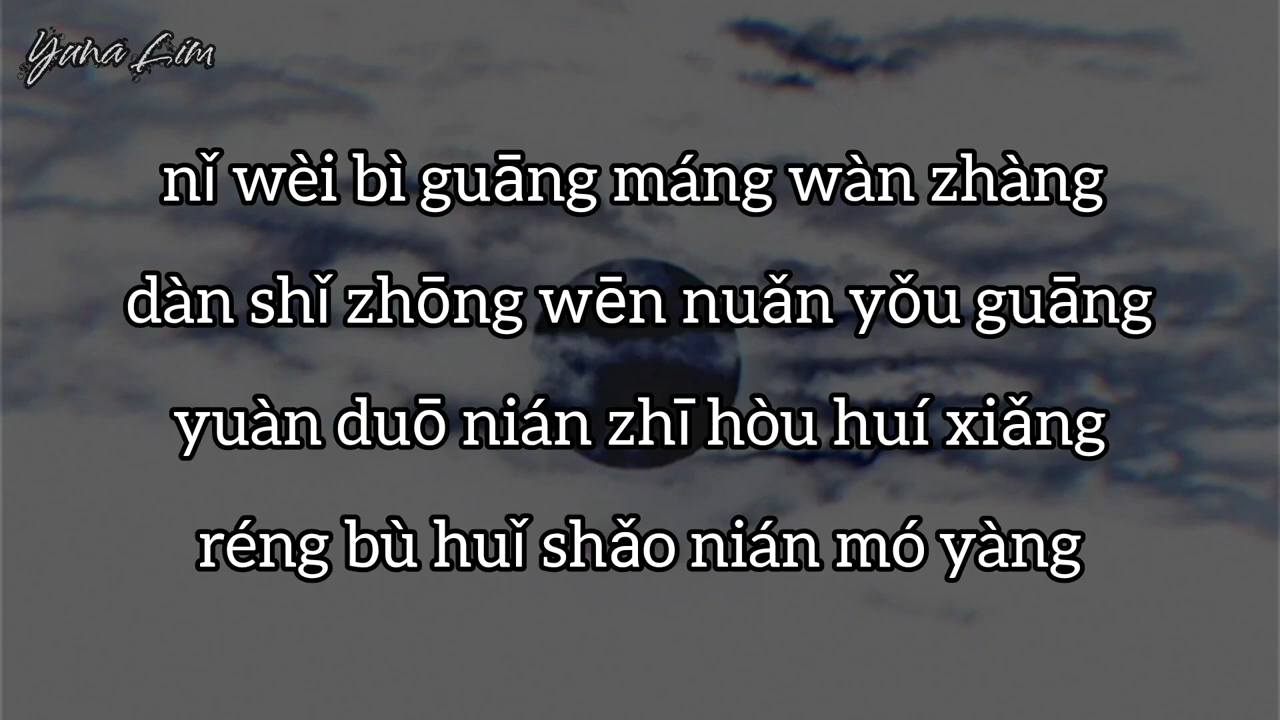 Yuna Lim
nǐ wèi bì guāng máng wàn zhàng
dàn shǐ zhōng wēn nuǎn yǒu guāng
yuàn duō nián zhī hòu huí xiǎng
réng bù huǐ shǎo nián mó yàng